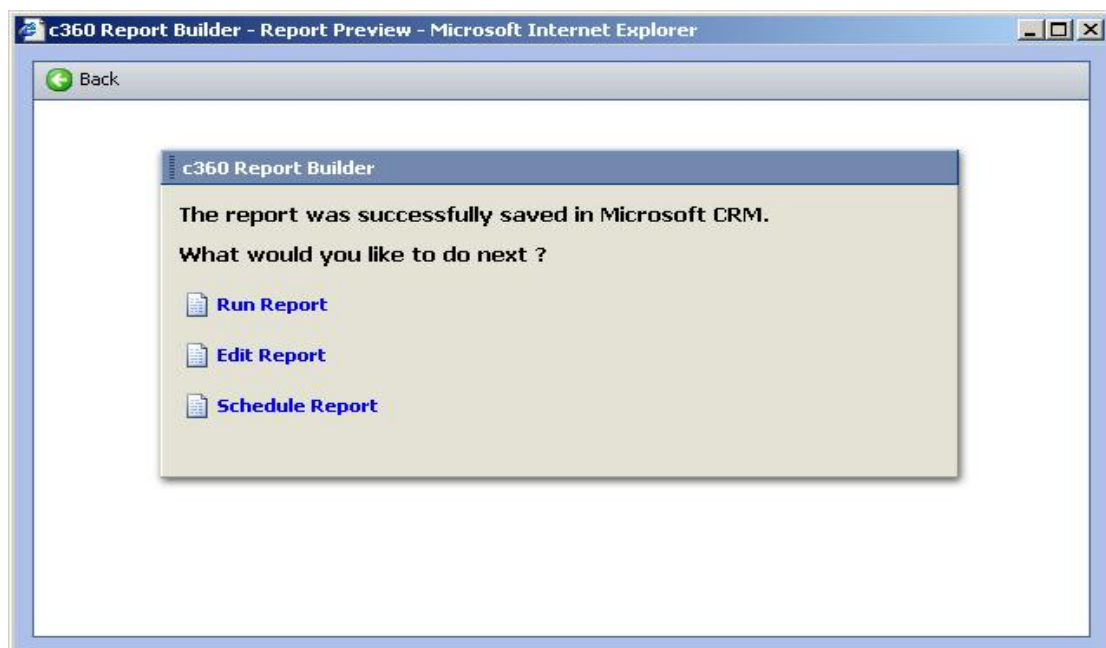 c360 Report Builder - Report Preview - Microsoft Internet Explorer
Back
c360 Report Builder
The report was successfully saved in Microsoft CRM.
What would you like to do next ?
Run Report
Edit Report
Schedule Report